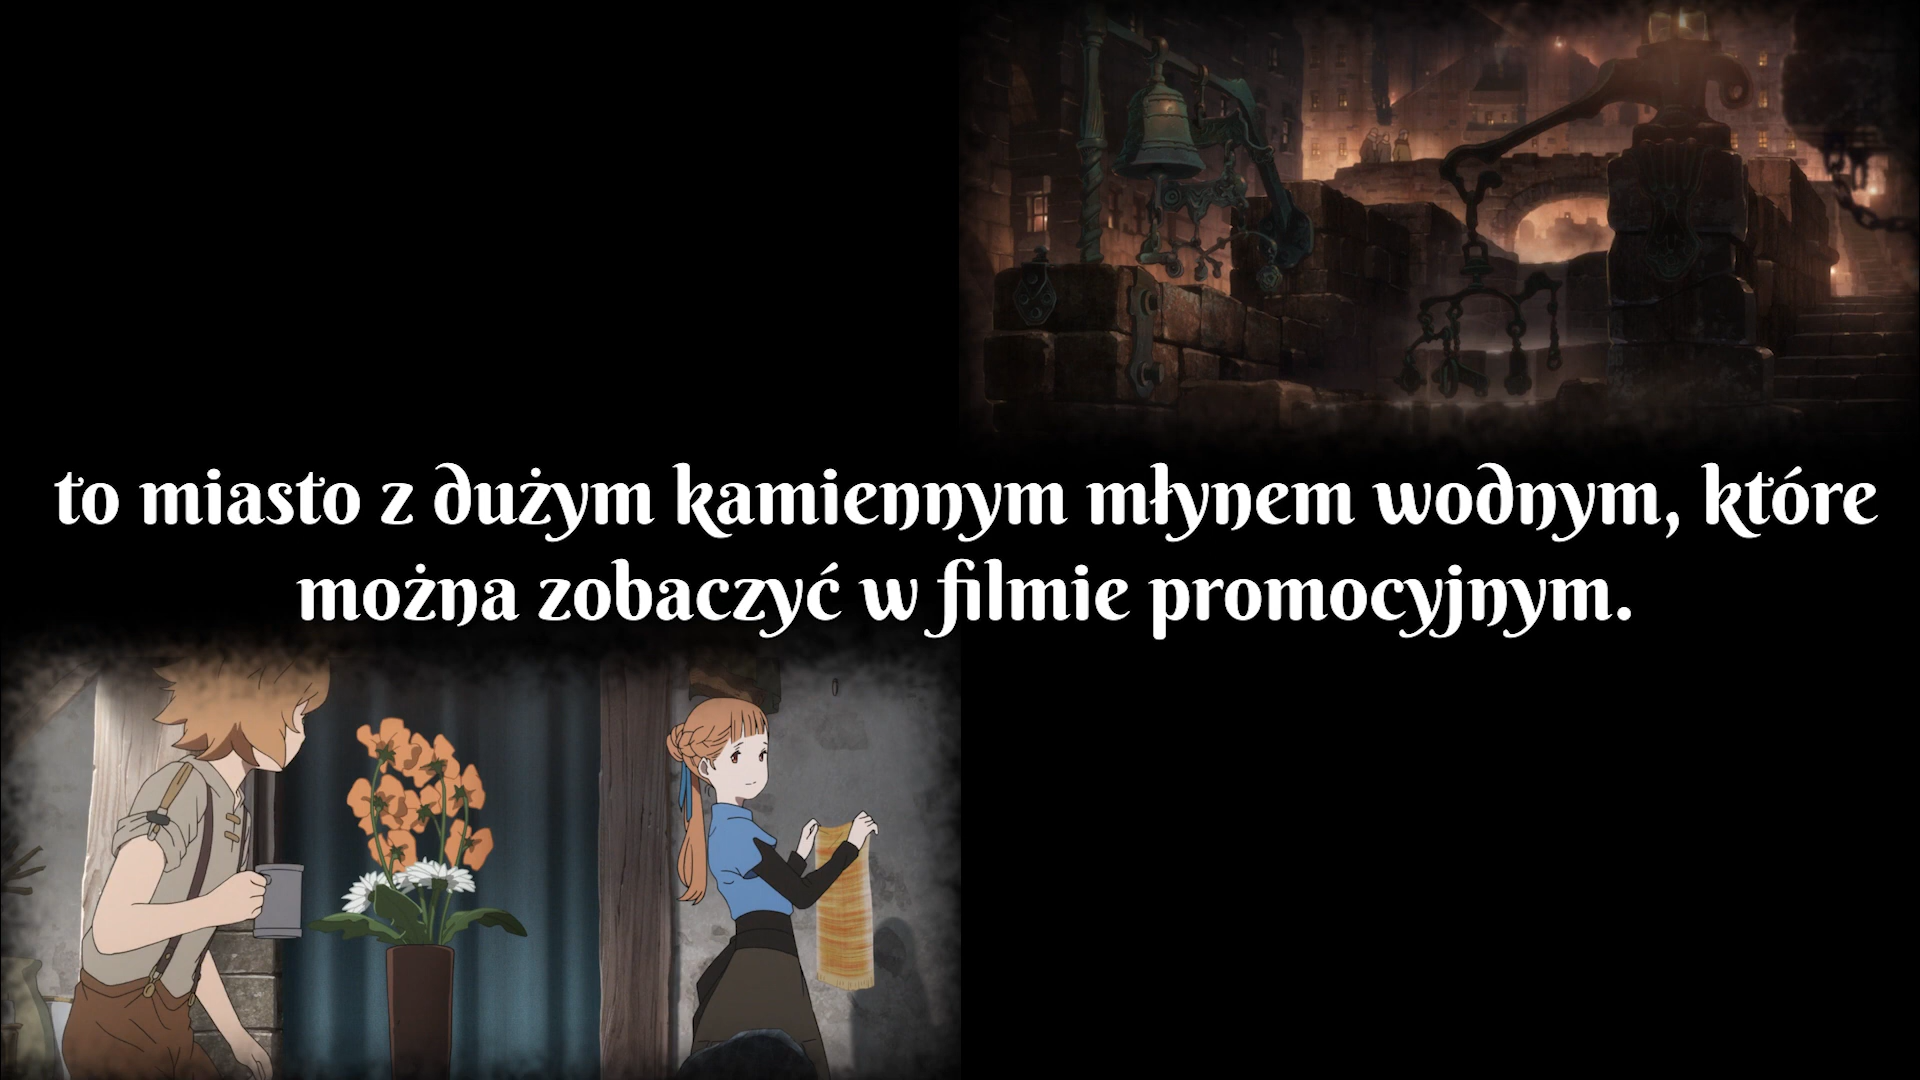 to miasto z dużym kamiennym młynem wodnym, które
można zobaczyć w filmie promocyjnym.